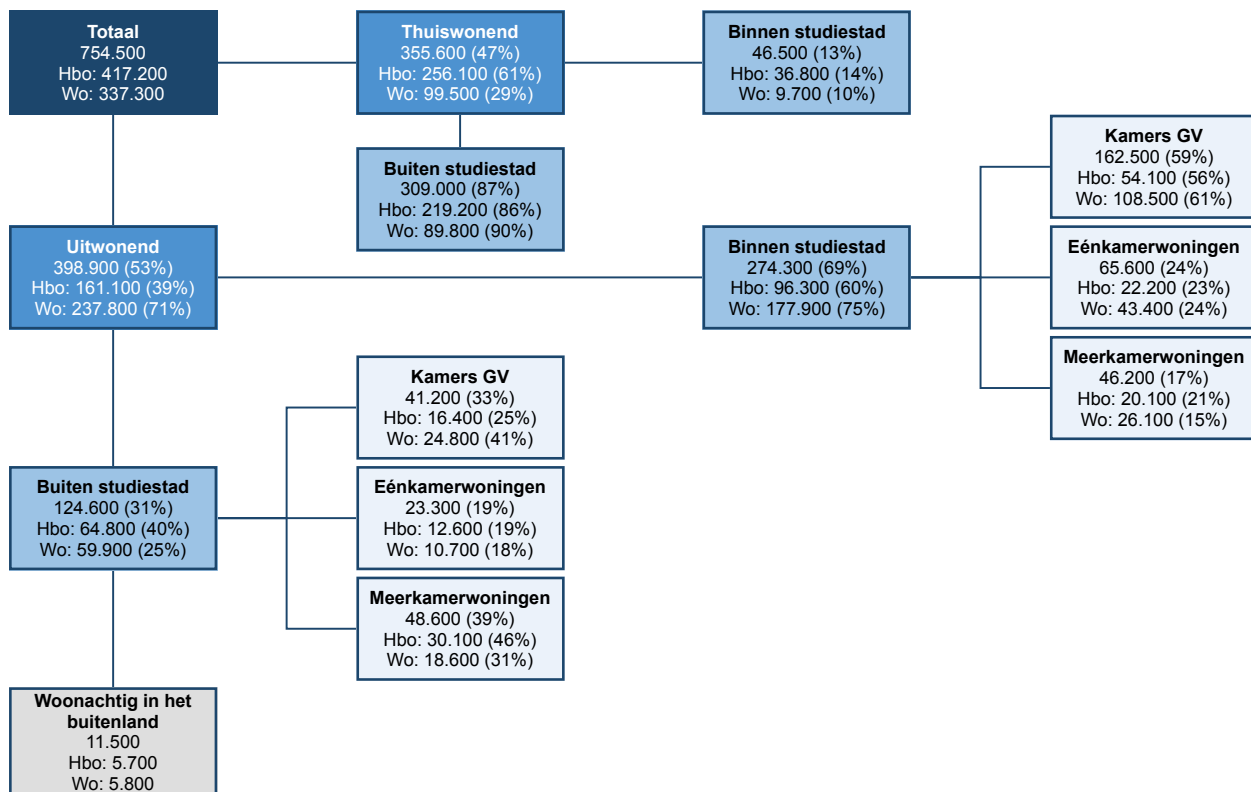 Totaal
754.500
Hbo: 417.200
Wo: 337.300
Thuiswonend
355.600 (47%)
Hbo: 256.100 (61%)
Wo: 99.500 (29%)
Binnen studiestad
46.500 (13%)
Hbo: 36.800 (14%)
Wo: 9.700 (10%)
Buiten studiestad
309.000 (87%)
Hbo: 219.200 (86%)
Wo: 89.800 (90%)
Uitwonend
398.900 (53%)
Hbo: 161.100 (39%)
Wo: 237.800 (71%)
Binnen studiestad
274.300 (69%)
Hbo: 96.300 (60%)
Wo: 177.900 (75%)
Kamers GV
162.500 (59%)
Hbo: 54.100 (56%)
Wo: 108.500 (61%)
Eénkamerwoningen
65.600 (24%)
Hbo: 22.200 (23%)
Wo: 43.400 (24%)
Meerkamerwoningen
46.200 (17%)
Hbo: 20.100 (21%)
Wo: 26.100 (15%)
Buiten studiestad
124.600 (31%)
Hbo: 64.800 (40%)
Wo: 59.900 (25%)
Kamers GV
41.200 (33%)
Hbo: 16.400 (25%)
Wo: 24.800 (41%)
Eénkamerwoningen
23.300 (19%)
Hbo: 12.600 (19%)
Wo: 10.700 (18%)
Meerkamerwoningen
48.600 (39%)
Hbo: 30.100 (46%)
Wo: 18.600 (31%)
Woonachtig in het
buitenland
11.500
Hbo: 5.700
Wo: 5.800